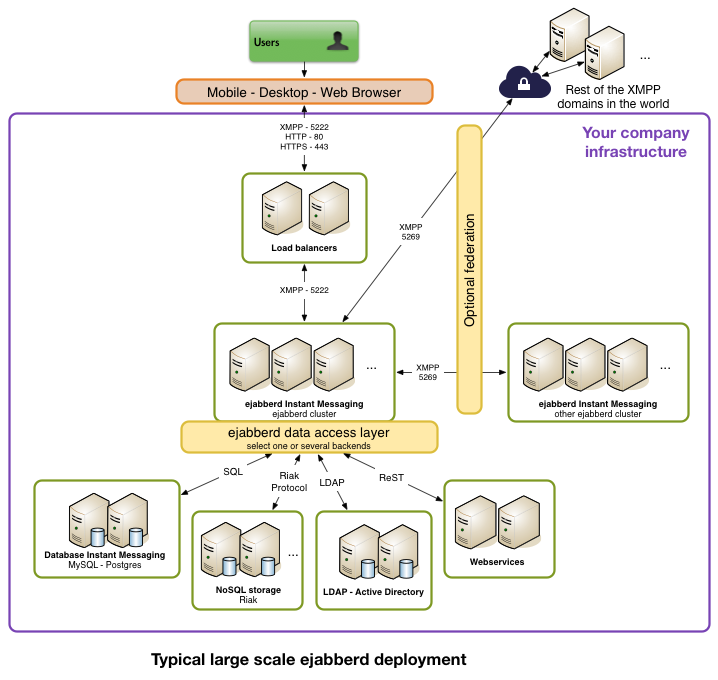 Users
...
Rest of the XMPP
domains in the world
Mobile - Desktop - Web Browser
Your company
infrastructure
XMPP - 5222
HTTP - 80
HTTPS - 443
Load balancers
XMPP
5269
Optional federation
XMPP - 5222
...
ejabberd Instant Messaging
ejabberd cluster
XMPP
5269
...
ejabberd Instant Messaging
other ejabberd cluster
ejabberd data access layer
select one or several backends
SQL
Riak
Protocol
LDAP
ReST
Database Instant Messaging
MySQL - Postgres
...
NoSQL storage
Riak
LDAP - Active Directory
Webservices
Typical large scale ejabberd deployment